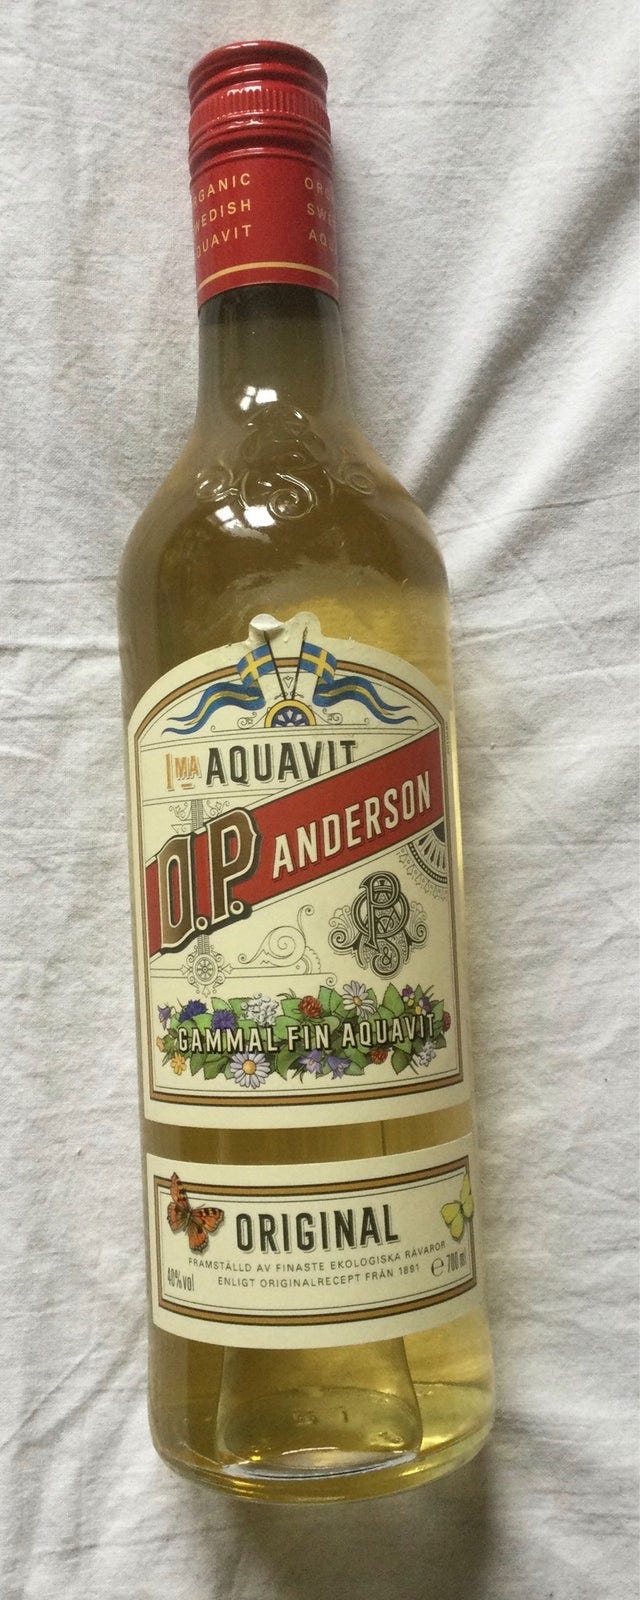 ORGANIC
SWEDISH
AQUAVIT
IMA AQUAVIT
O.P. ANDERSON
GAMMAL FIN AQUAVIT
ORIGINAL
FRAMSTÄLLD AV FINASTE EKOLOGISKA RÅVAROR
ENLIGT ORIGINALRECEPT FRÅN 1891
40% vol
℮ 700 ml